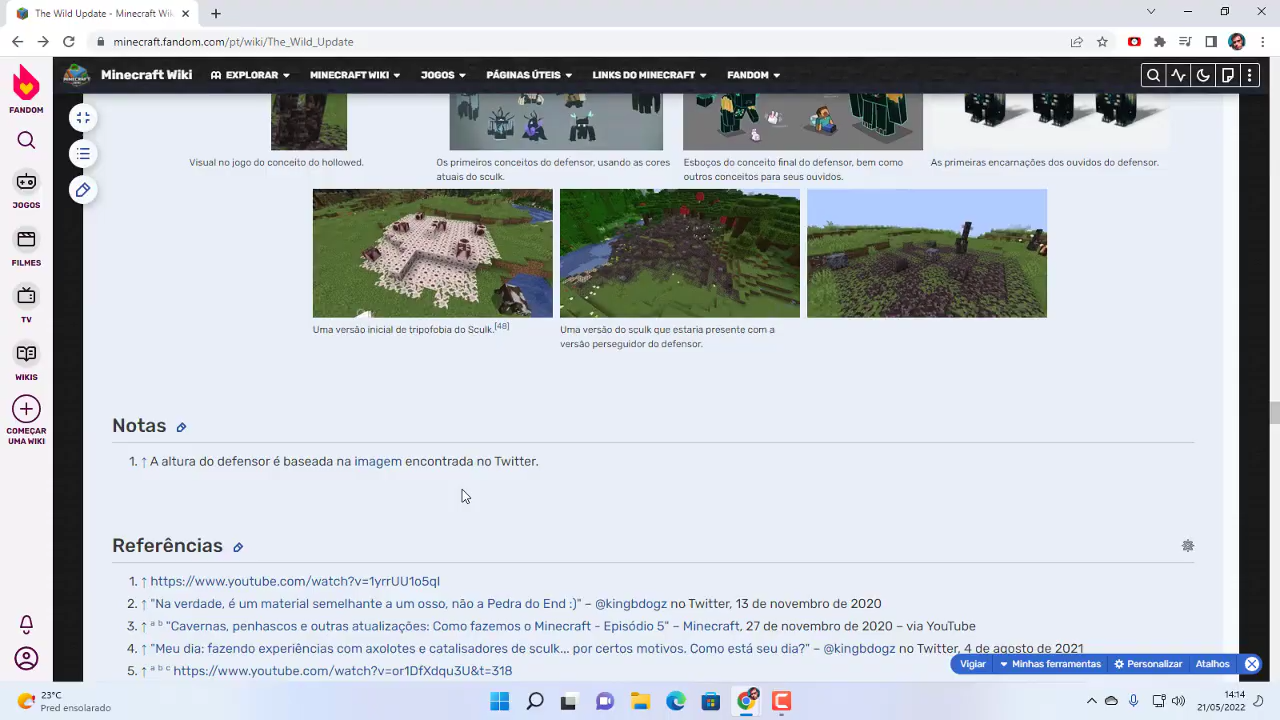 The Wild Update - Minecraft Wiki
minecraft.fandom.com/pt/wiki/The_Wild_Update
FANDOM
Minecraft Wiki
EXPLORAR
MINECRAFT WIKI
JOGOS
PÁGINAS ÚTEIS
LINKS DO MINECRAFT
FANDOM
JOGOS
FILMES
TV
WIKIS
COMEÇAR
UMA WIKI
Visual no jogo do conceito do hollowed.
Os primeiros conceitos do defensor, usando as cores
atuais do sculk.
Esboços do conceito final do defensor, bem como
outros conceitos para seus ouvidos.
As primeiras encarnações dos ouvidos do defensor.
Uma versão inicial de tripofobia do Sculk.[48]
Uma versão do sculk que estaria presente com a
versão perseguidor do defensor.
Notas
1. ↑ A altura do defensor é baseada na imagem encontrada no Twitter.
Referências
1. ↑ https://www.youtube.com/watch?v=1yrrUU1o5qI
2. ↑ "Na verdade, é um material semelhante a um osso, não a Pedra do End :)" – @kingbdogz no Twitter, 13 de novembro de 2020
3. ↑ a b "Cavernas, penhascos e outras atualizações: Como fazemos o Minecraft - Episódio 5" – Minecraft, 27 de novembro de 2020 – via YouTube
4. ↑ "Meu dia: fazendo experiências com axolotes e catalisadores de sculk... por certos motivos. Como está seu dia?" – @kingbdogz no Twitter, 4 de agosto de 2021
5. ↑ a b c https://www.youtube.com/watch?v=or1DfXdqu3U&t=318
Vigiar
Minhas ferramentas
Personalizar
Atalhos
23°C
Pred ensolarado
14:14
21/05/2022